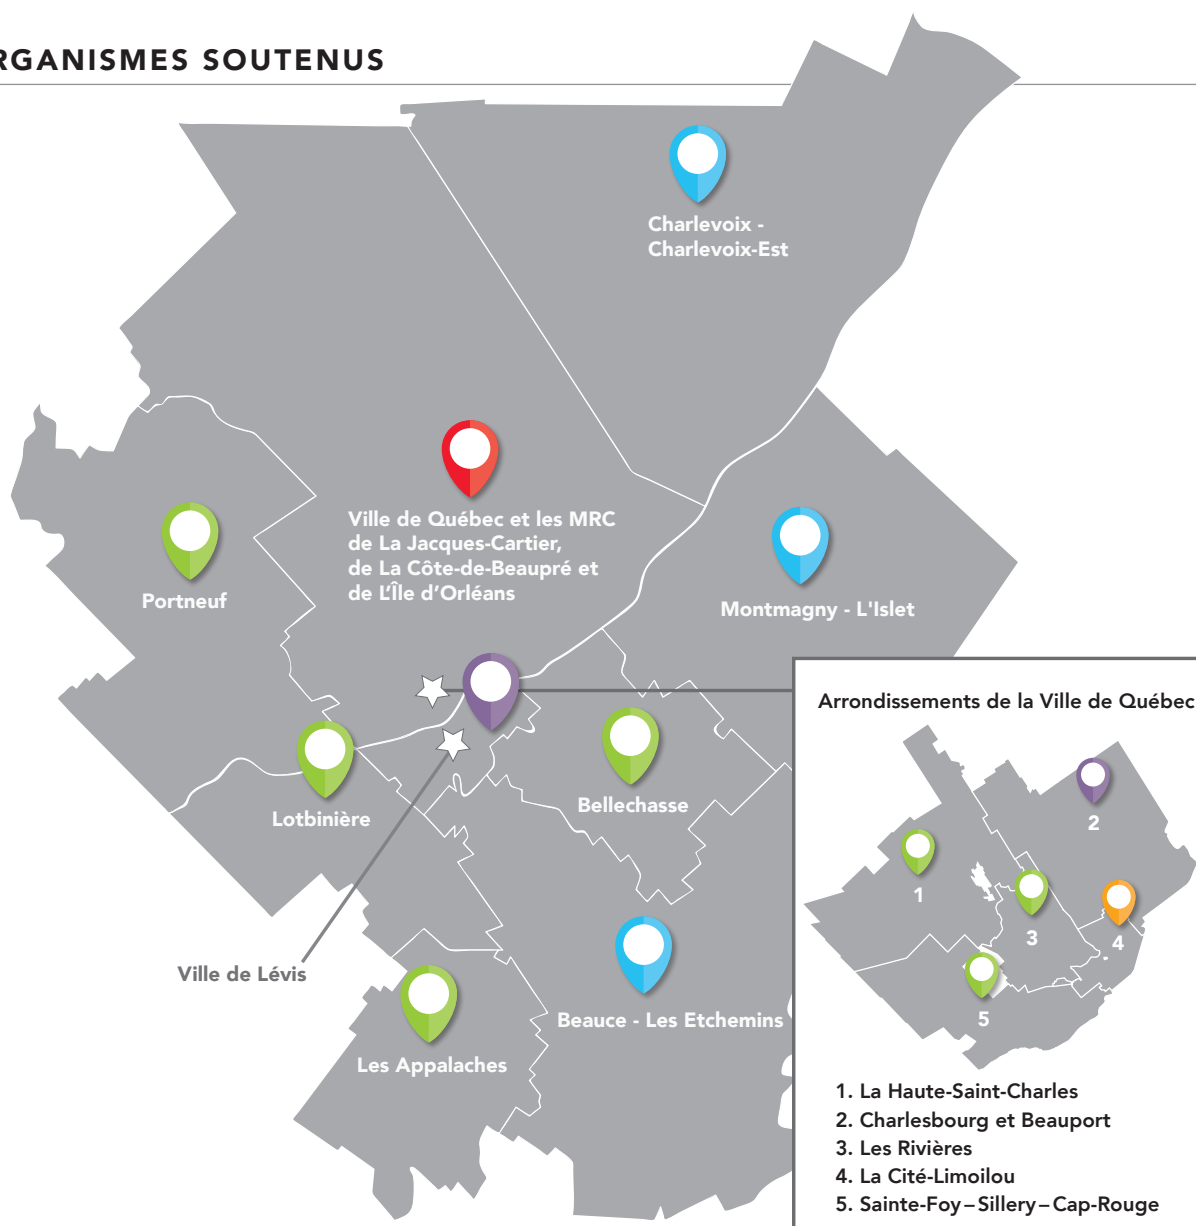 RGANISMES SOUTENUS
Charlevoix -
Charlevoix-Est
Ville de Québec et les MRC
de La Jacques-Cartier,
de La Côte-de-Beaupré et
de L'Île d'Orléans
Portneuf
Montmagny - L'Islet
Lotbinière
Bellechasse
Ville de Lévis
Beauce - Les Etchemins
Les Appalaches
Arrondissements de la Ville de Québec
2
1
3
4
5
1. La Haute-Saint-Charles
2. Charlesbourg et Beauport
3. Les Rivières
4. La Cité-Limoilou
5. Sainte-Foy – Sillery – Cap-Rouge